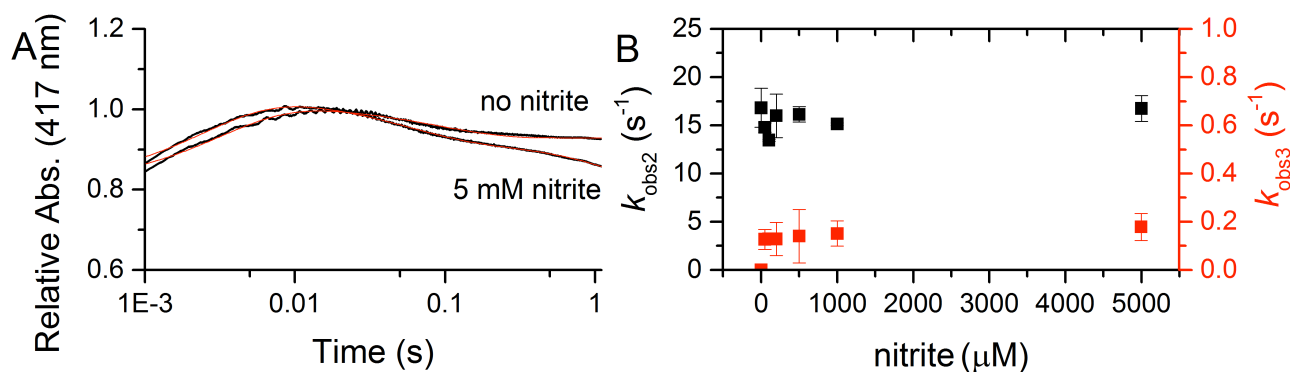 A
Relative Abs. (417 nm)
1.2
1.0
0.8
0.6
no nitrite
5 mM nitrite
1E-3
0.01
0.1
1
Time (s)
B
k_obs2 (s⁻¹)
25
20
15
10
5
0
0
1000
2000
3000
4000
5000
nitrite (μM)
1.0
0.8
0.6
0.4
0.2
0.0
k_obs3 (s⁻¹)